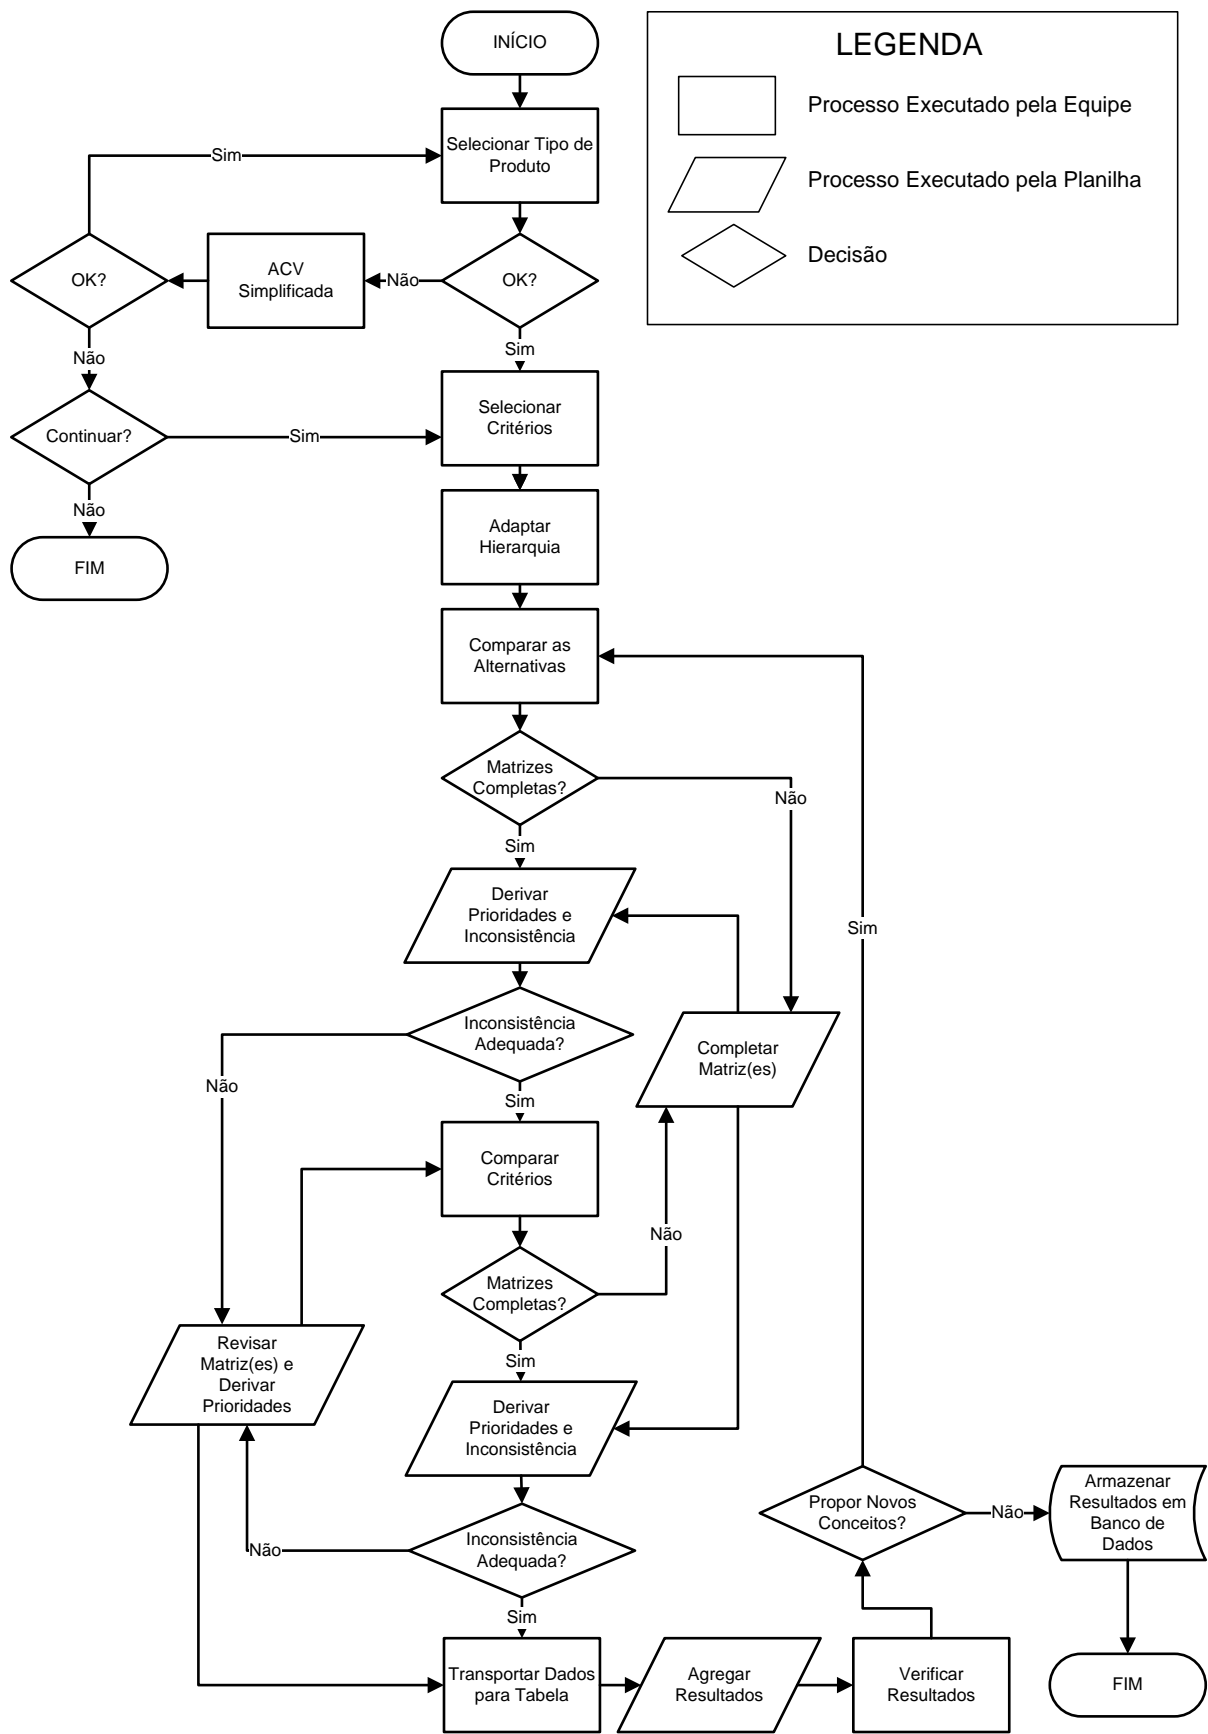 INÍCIO
LEGENDA
Processo Executado pela Equipe
Processo Executado pela Planilha
Decisão
Selecionar Tipo de
Produto
Sim
OK?
ACV
Simplificada
Não
OK?
Não
Sim
Continuar?
Sim
Selecionar
Critérios
Não
FIM
Adaptar
Hierarquia
Comparar as
Alternativas
Matrizes
Completas?
Não
Sim
Derivar
Prioridades e
Inconsistência
Sim
Inconsistência
Adequada?
Completar
Matriz(es)
Não
Sim
Comparar
Critérios
Não
Matrizes
Completas?
Revisar
Matriz(es) e
Derivar
Prioridades
Sim
Derivar
Prioridades e
Inconsistência
Propor Novos
Conceitos?
Não
Armazenar
Resultados em
Banco de
Dados
Inconsistência
Adequada?
Não
Sim
Transportar Dados
para Tabela
Agregar
Resultados
Verificar
Resultados
FIM